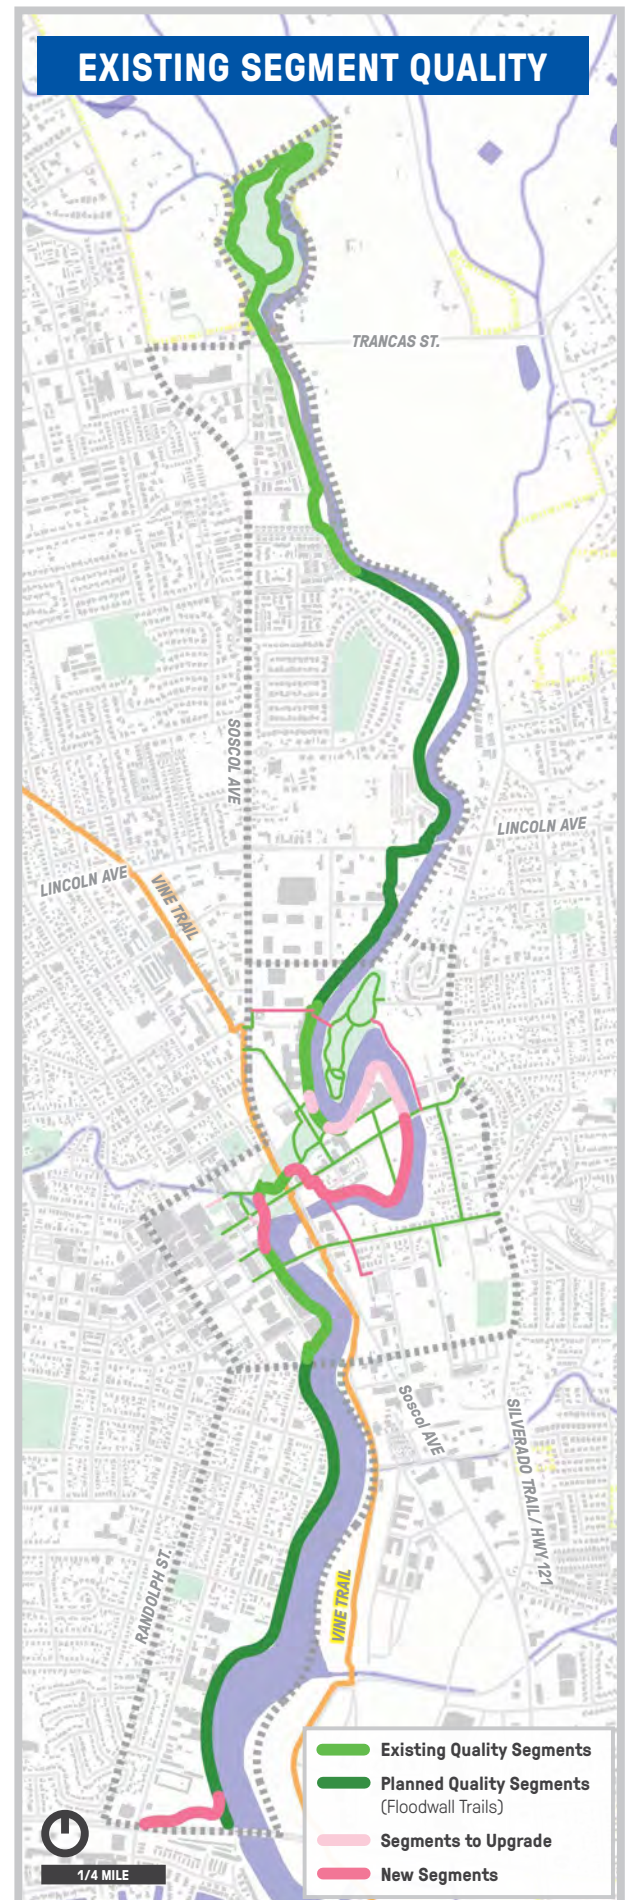 EXISTING SEGMENT QUALITY
TRANCAS ST.
SOSCOL AVE
LINCOLN AVE
LINCOLN AVE
VINE TRAIL
Soscol AVE
SILVERADO TRAIL/ HWY 121
RANDOLPH ST.
VINE TRAIL
Existing Quality Segments
Planned Quality Segments
(Floodwall Trails)
Segments to Upgrade
New Segments
1/4 MILE